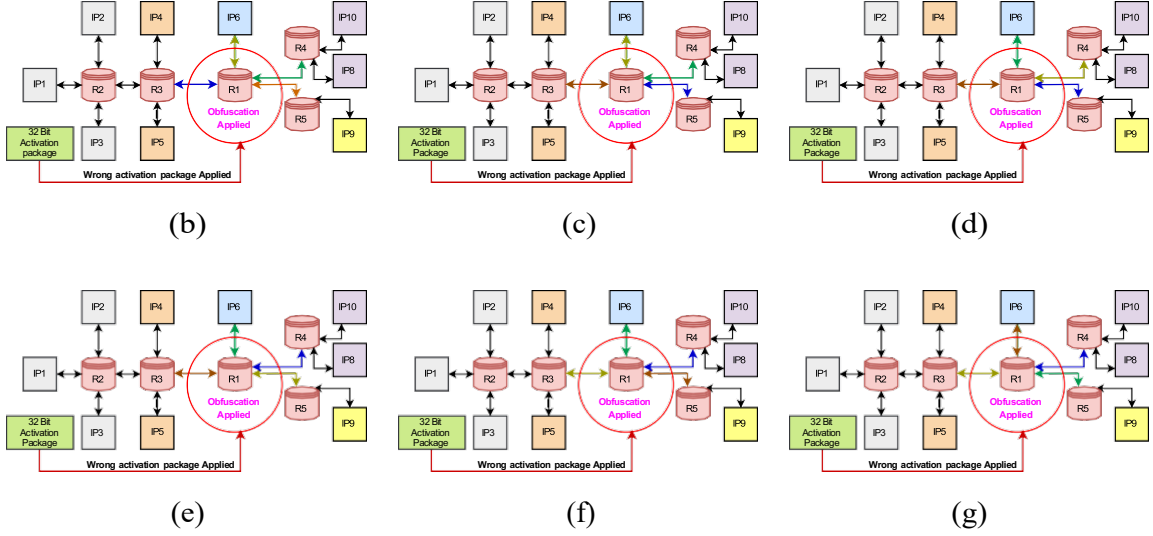 IP2 IP4 IP6 IP10
R4
IP1 R2 R3 R1 IP8
Obfuscation
Applied
R5
32 Bit
Activation
package
IP3 IP5 IP9
Wrong activation package Applied
(b)
IP2 IP4 IP6 IP10
R4
IP1 R2 R3 R1 IP8
Obfuscation
Applied
R5
32 Bit
Activation
Package
IP3 IP5 IP9
Wrong activation package Applied
(c)
IP2 IP4 IP6 IP10
R4
IP1 R2 R3 R1 IP8
Obfuscation
Applied
R5
32 Bit
Activation
Package
IP3 IP5 IP9
Wrong activation package Applied
(d)
IP2 IP4 IP6 IP10
R4
IP1 R2 R3 R1 IP8
Obfuscation
Applied
R5
32 Bit
Activation
Package
IP3 IP5 IP9
Wrong activation package Applied
(e)
IP2 IP4 IP6 IP10
R4
IP1 R2 R3 R1 IP8
Obfuscation
Applied
R5
32 Bit
Activation
Package
IP3 IP5 IP9
Wrong activation package Applied
(f)
IP2 IP4 IP6 IP10
R4
IP1 R2 R3 R1 IP8
Obfuscation
Applied
R5
32 Bit
Activation
Package
IP3 IP5 IP9
Wrong activation package Applied
(g)